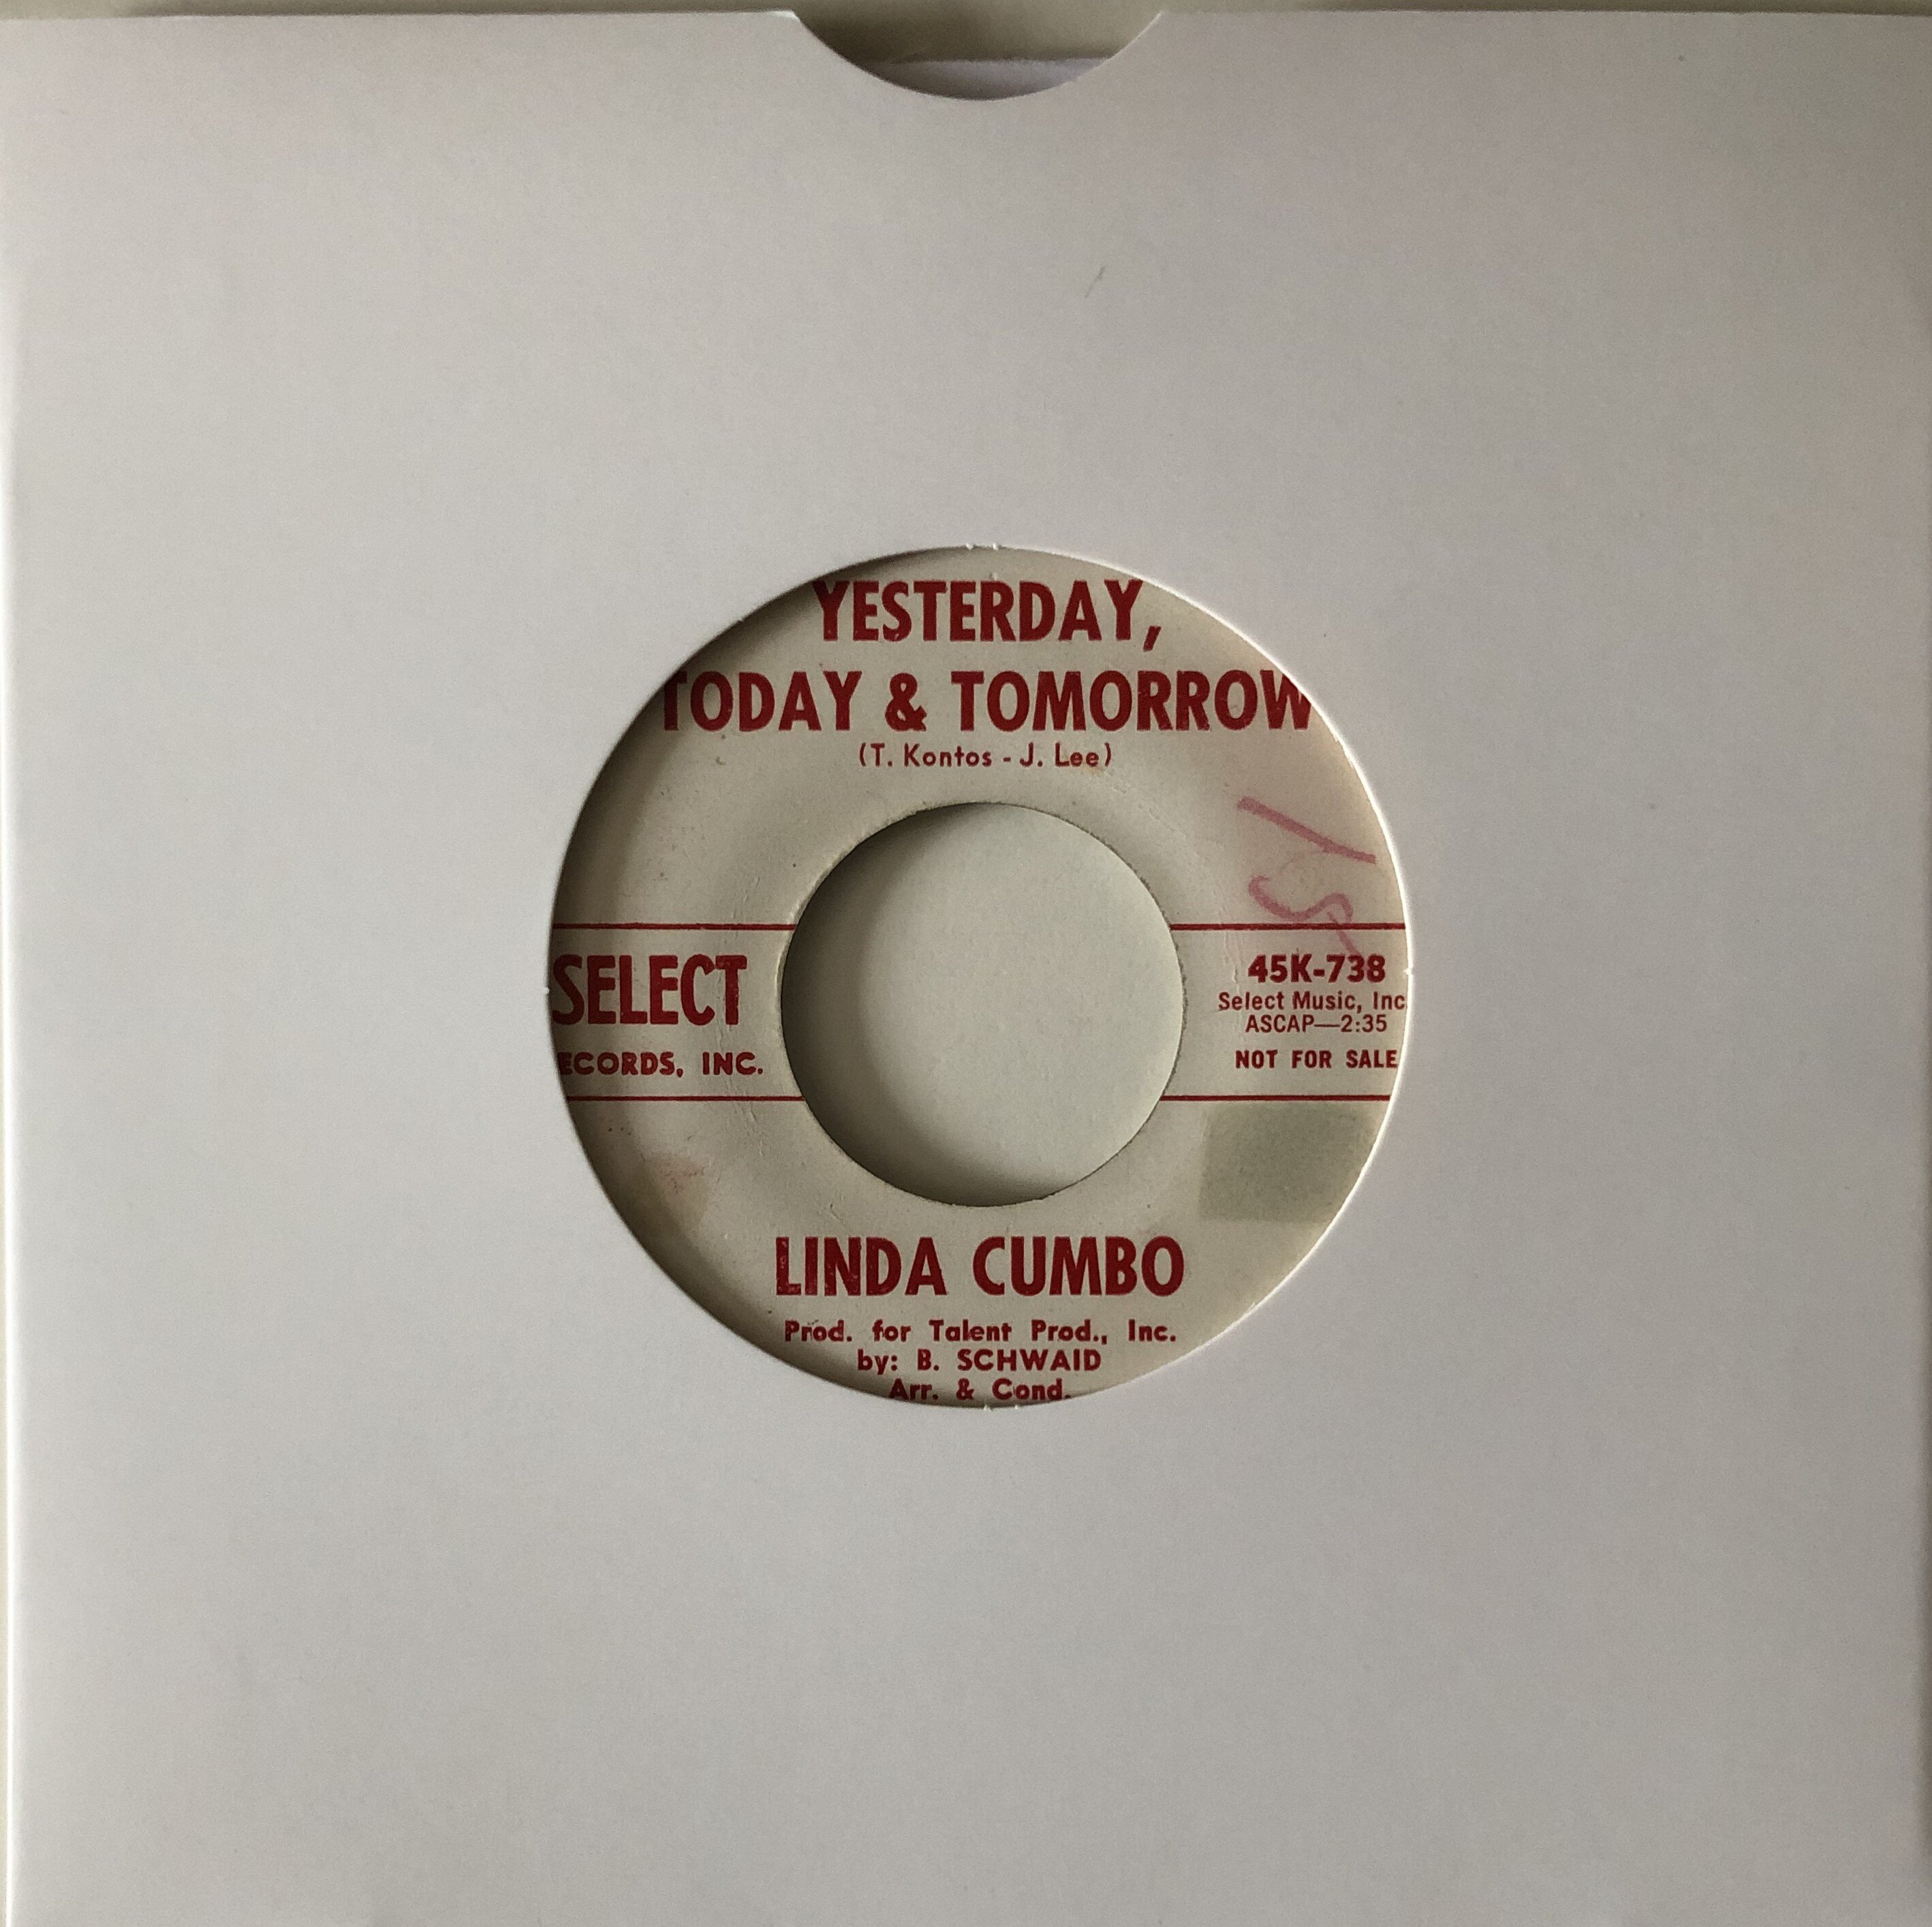 YESTERDAY,
TODAY & TOMORROW
(T. Kontos - J. Lee)
SELECT
ECORDS, INC.
45K-738
Select Music, Inc
ASCAP—2:35
NOT FOR SALE
LINDA CUMBO
Prod. for Talent Prod., Inc.
by: B. SCHWAID
Arr. & Cond.